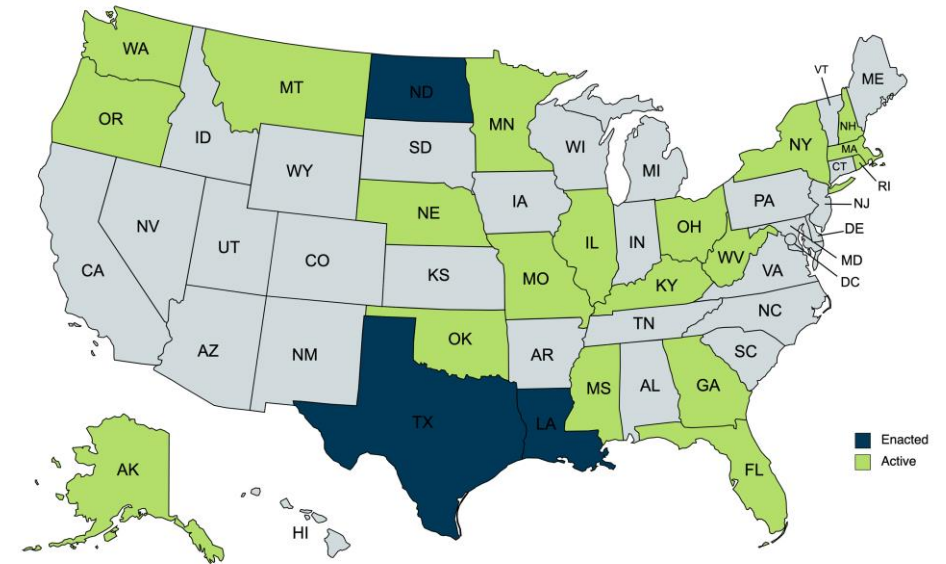 WA
MT
ND
MN
VT
ME
OR
ID
SD
WI
MI
NY
NH
MA
CT
RI
WY
NE
IA
PA
NJ
NV
UT
CO
KS
IL
IN
OH
WV
DE
MD
DC
CA
MO
KY
VA
AZ
NM
OK
AR
TN
NC
SC
TX
LA
MS
AL
GA
FL
Enacted
Active
AK
HI